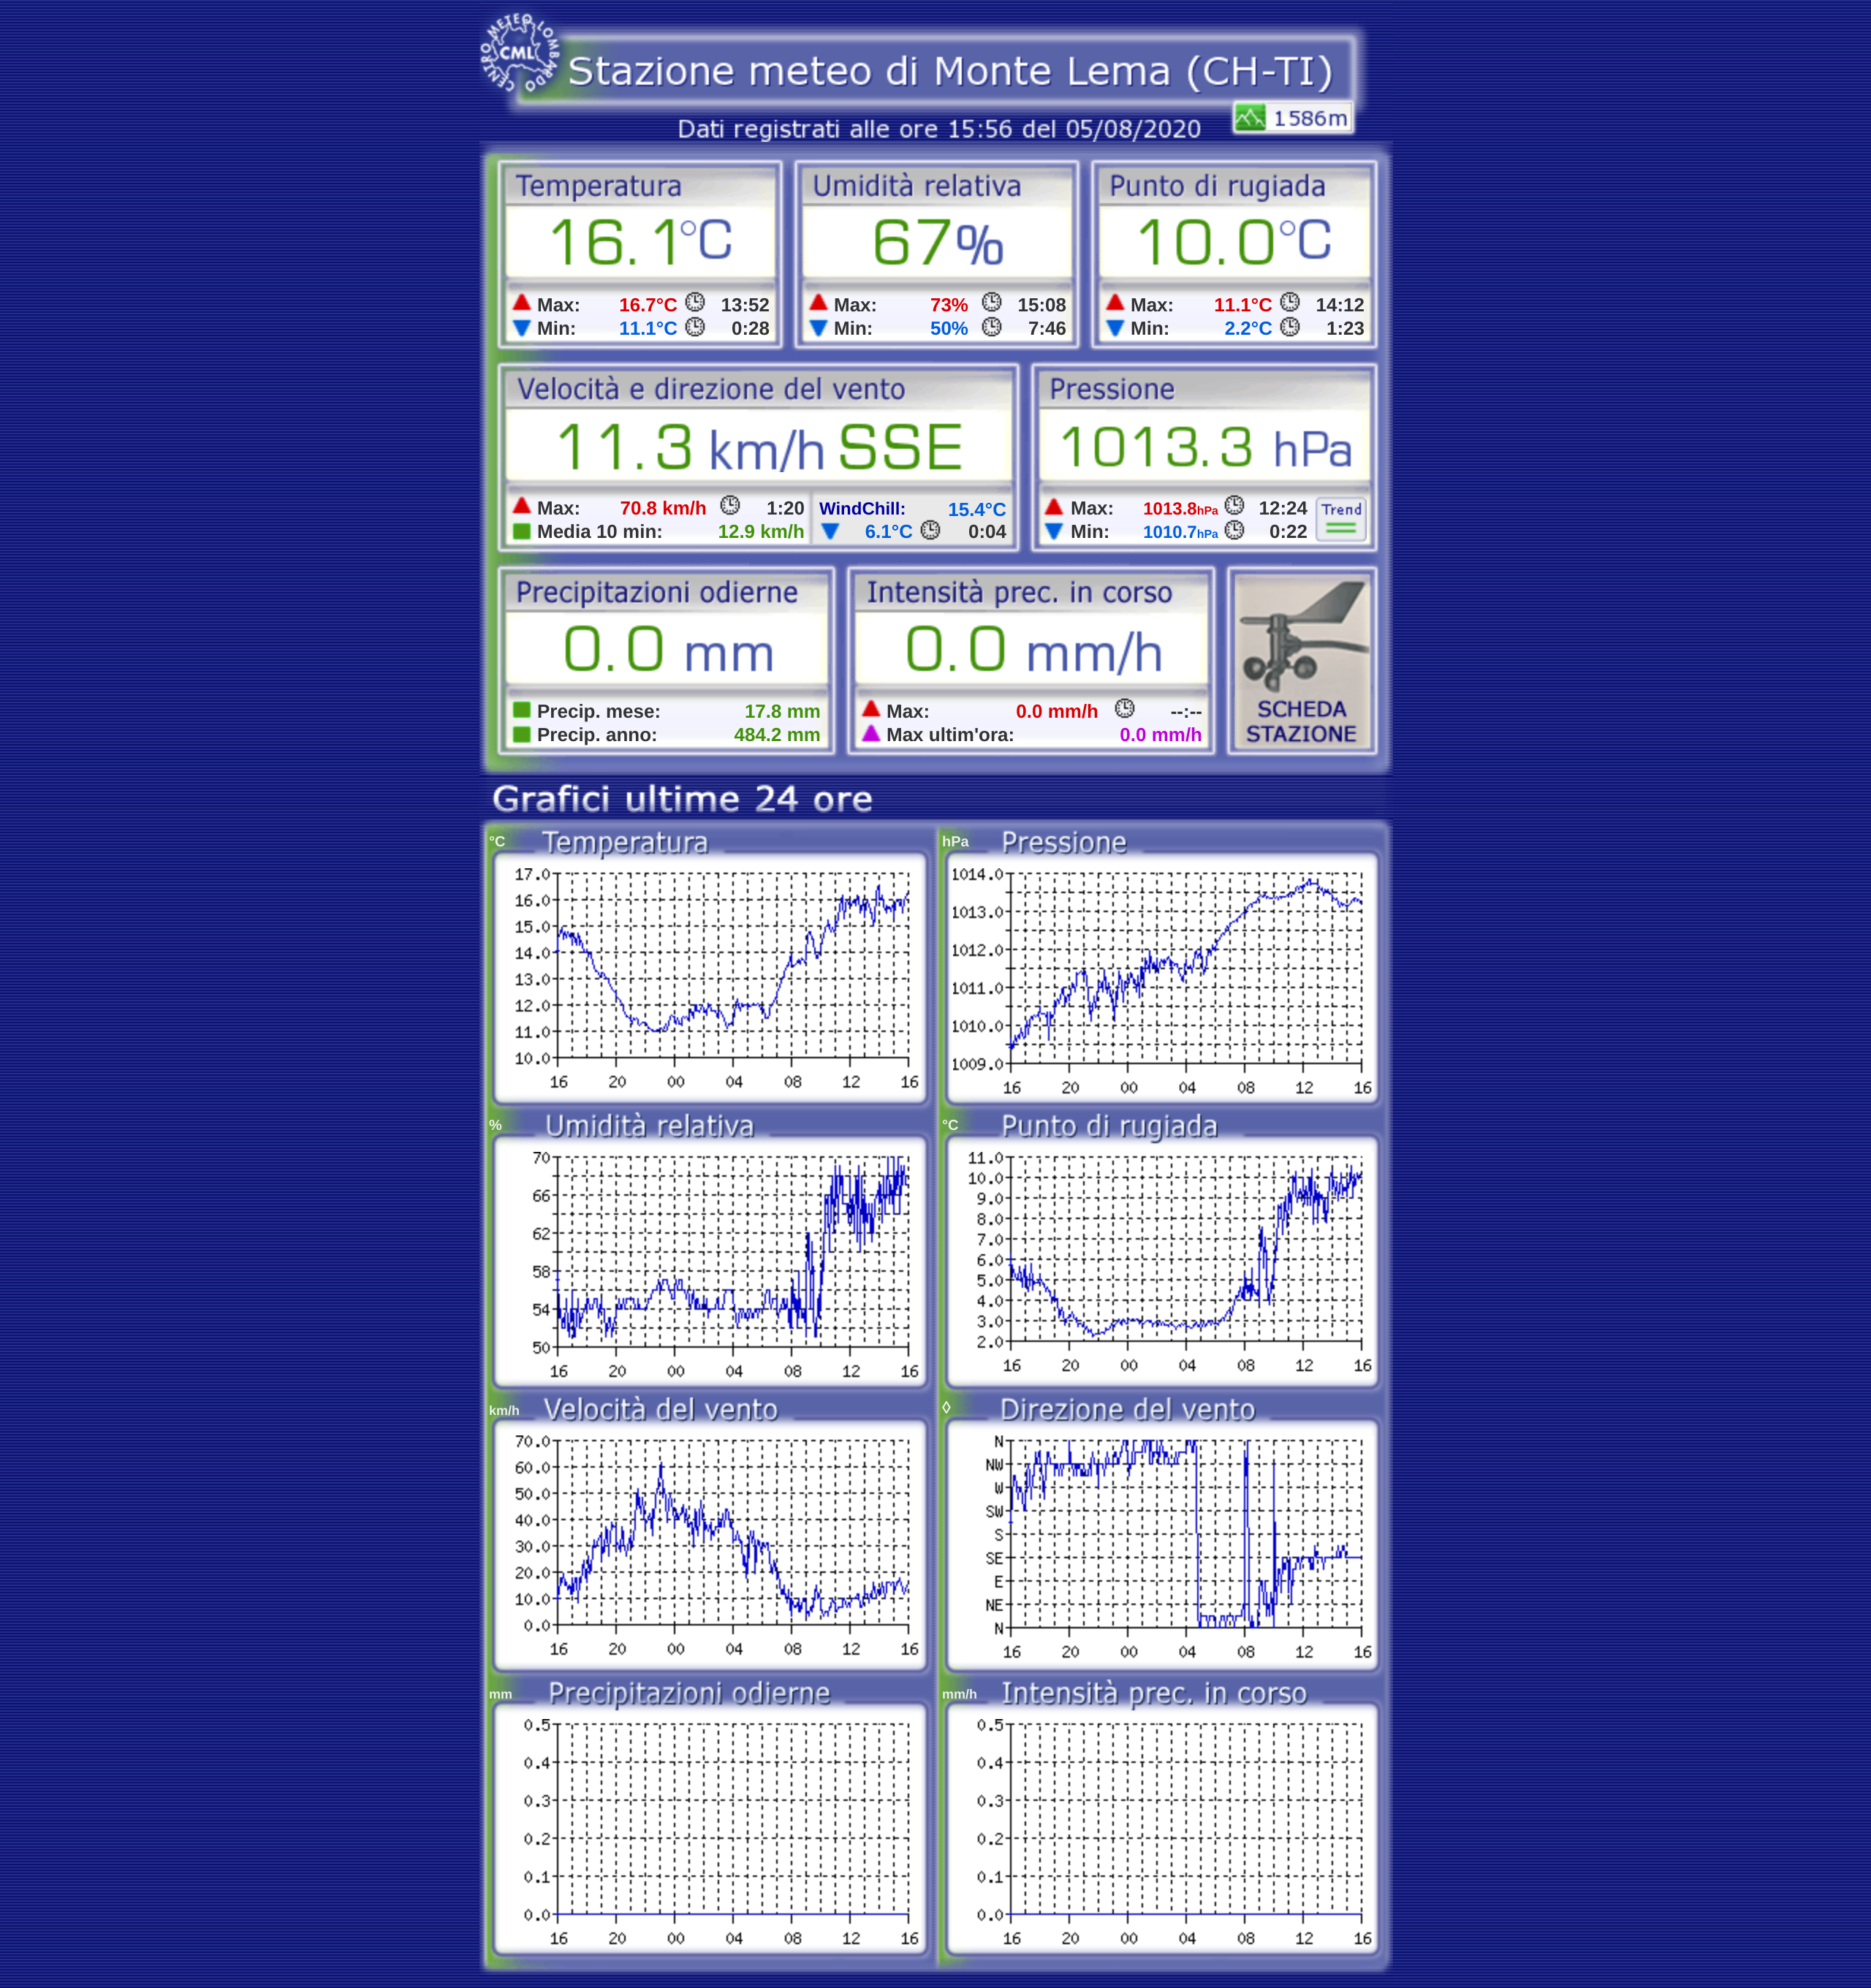 CENTRO METEO LOMBARDO
CML
Stazione meteo di Monte Lema (CH-TI)
1586m
Dati registrati alle ore 15:56 del 05/08/2020
Temperatura
16.1°C
Max: 16.7°C 13:52
Min: 11.1°C 0:28
Umidità relativa
67%
Max: 73% 15:08
Min: 50% 7:46
Punto di rugiada
10.0°C
Max: 11.1°C 14:12
Min: 2.2°C 1:23
Velocità e direzione del vento
11.3 km/h SSE
Max: 70.8 km/h 1:20
Media 10 min: 12.9 km/h
WindChill: 15.4°C
6.1°C 0:04
Pressione
1013.3 hPa
Max: 1013.8hPa 12:24
Min: 1010.7hPa 0:22
Trend
Precipitazioni odierne
0.0 mm
Precip. mese: 17.8 mm
Precip. anno: 484.2 mm
Intensità prec. in corso
0.0 mm/h
Max: 0.0 mm/h --:--
Max ultim'ora: 0.0 mm/h
SCHEDA
STAZIONE
Grafici ultime 24 ore
°C Temperatura
17.0
16.0
15.0
14.0
13.0
12.0
11.0
10.0
16 20 00 04 08 12 16
hPa Pressione
1014.0
1013.0
1012.0
1011.0
1010.0
1009.0
16 20 00 04 08 12 16
% Umidità relativa
70
66
62
58
54
50
16 20 00 04 08 12 16
°C Punto di rugiada
11.0
10.0
9.0
8.0
7.0
6.0
5.0
4.0
3.0
2.0
16 20 00 04 08 12 16
km/h Velocità del vento
70.0
60.0
50.0
40.0
30.0
20.0
10.0
0.0
16 20 00 04 08 12 16
◊ Direzione del vento
N
NW
W
SW
S
SE
E
NE
N
16 20 00 04 08 12 16
mm Precipitazioni odierne
0.5
0.4
0.3
0.2
0.1
0.0
16 20 00 04 08 12 16
mm/h Intensità prec. in corso
0.5
0.4
0.3
0.2
0.1
0.0
16 20 00 04 08 12 16